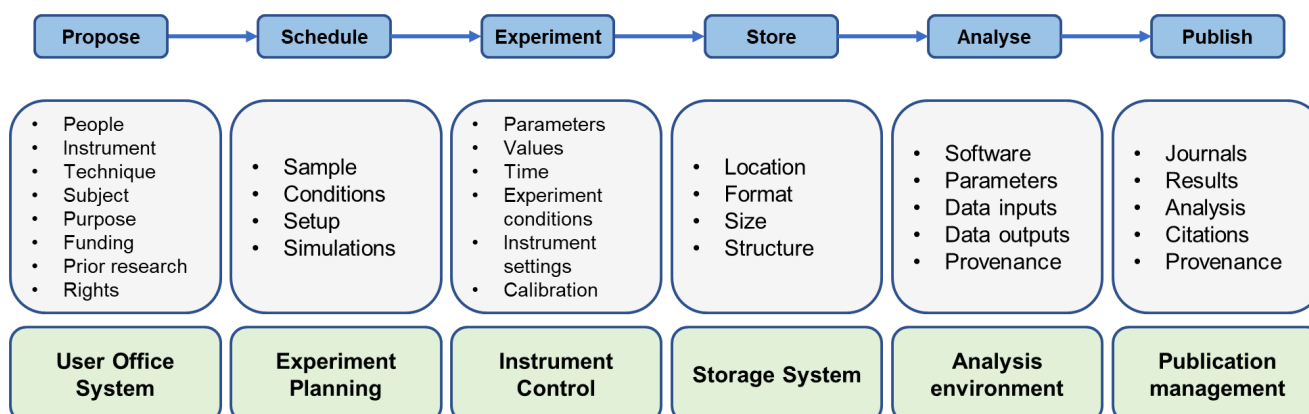 Propose
Schedule
Experiment
Store
Analyse
Publish
• People
• Instrument
• Technique
• Subject
• Purpose
• Funding
• Prior research
• Rights
• Sample
• Conditions
• Setup
• Simulations
• Parameters
• Values
• Time
• Experiment
conditions
• Instrument
settings
• Calibration
• Location
• Format
• Size
• Structure
• Software
• Parameters
• Data inputs
• Data outputs
• Provenance
• Journals
• Results
• Analysis
• Citations
• Provenance
User Office
System
Experiment
Planning
Instrument
Control
Storage System
Analysis
environment
Publication
management